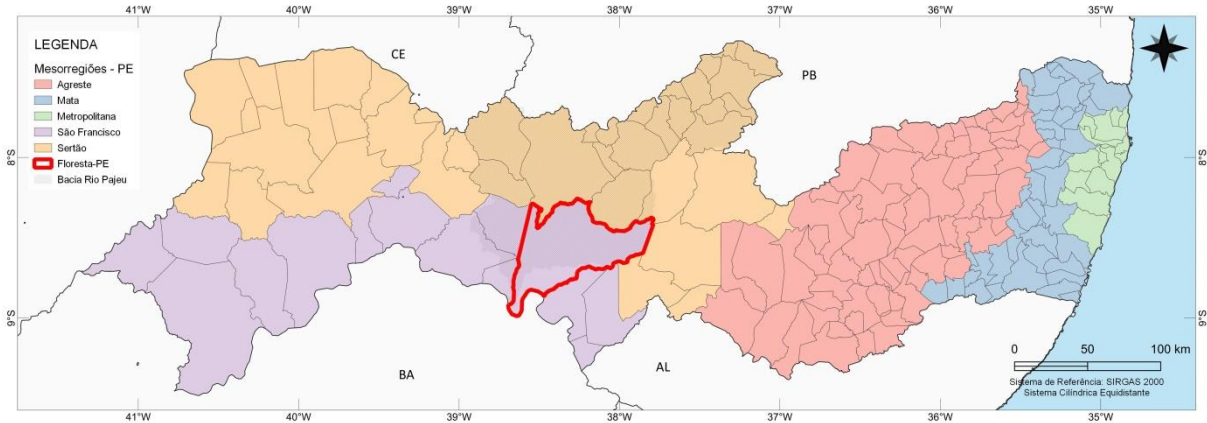 41°W 40°W 39°W 38°W 37°W 36°W 35°W
LEGENDA
Mesorregiões - PE
Agreste
Mata
Metropolitana
São Francisco
Sertão
Floresta-PE
Bacia Rio Pajeu
CE
PB
8°S 8°S
9°S 9°S
BA
AL
0 50 100 km
Sistema de Referência: SIRGAS 2000
Sistema Cilíndrica Equidistante
41°W 40°W 39°W 38°W 37°W 36°W 35°W